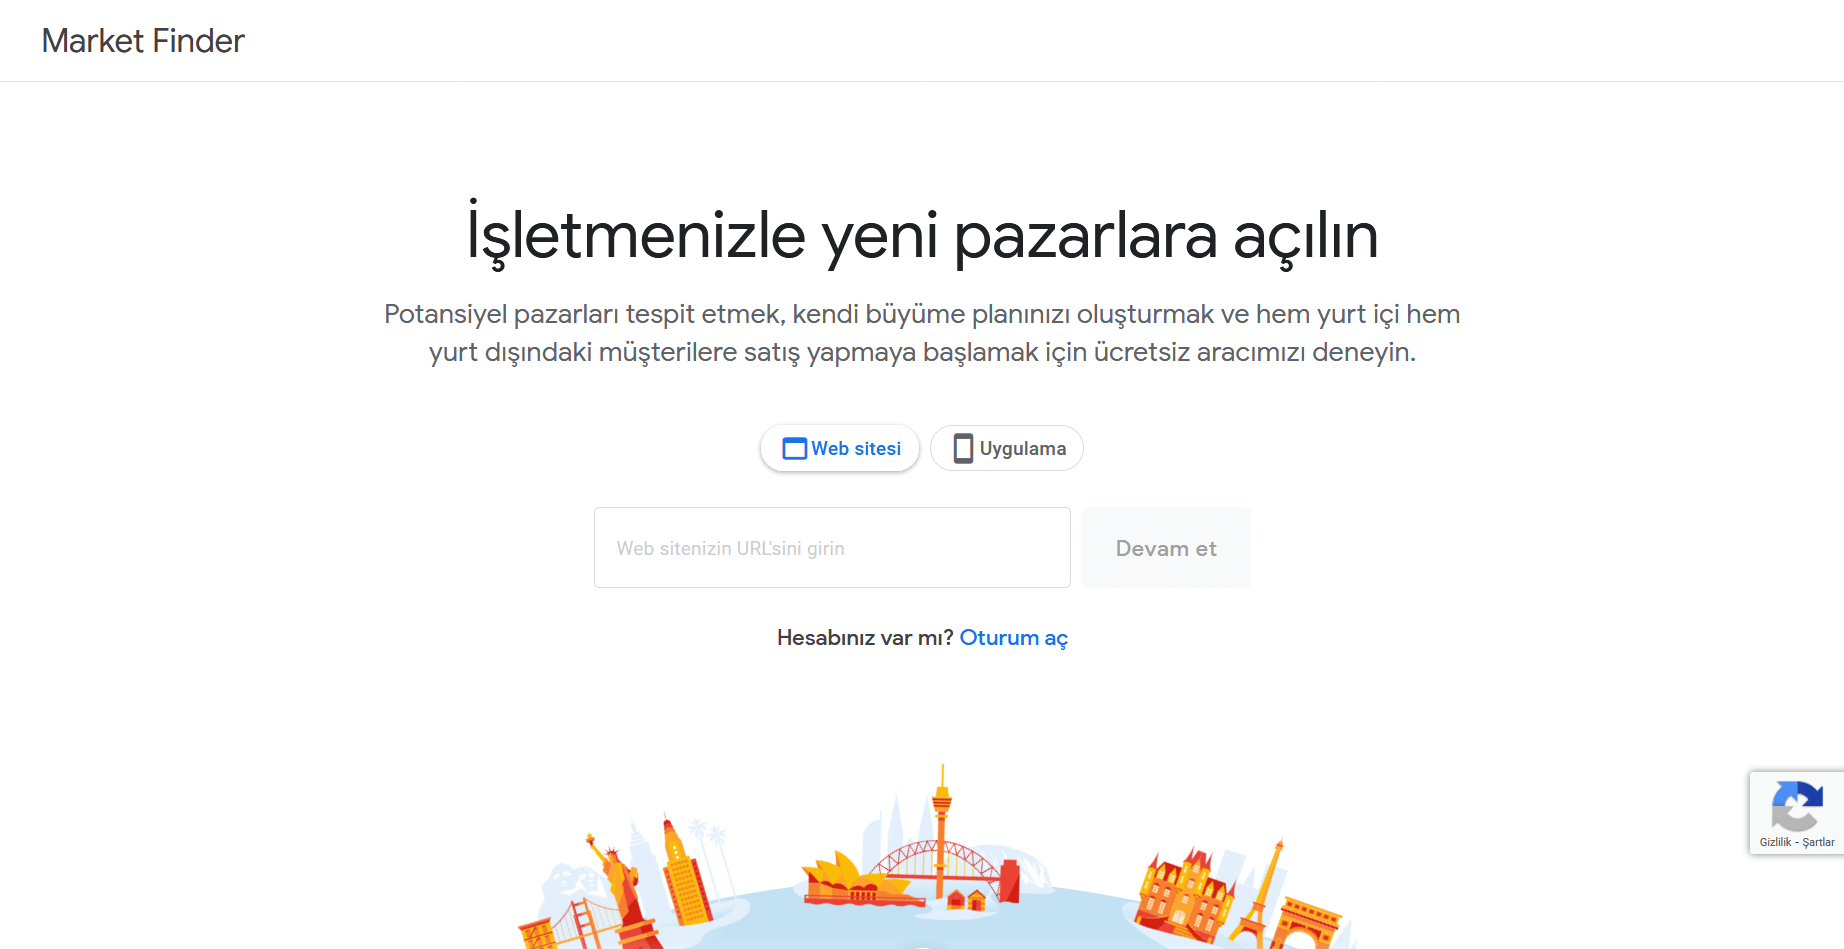 Market Finder
İşletmenizle yeni pazarlara açılın
Potansiyel pazarları tespit etmek, kendi büyüme planınızı oluşturmak ve hem yurt içi hem
yurt dışındaki müşterilere satış yapmaya başlamak için ücretsiz aracımızı deneyin.
Web sitesi Uygulama
Web sitenizin URL'sini girin Devam et
Hesabınız var mı? Oturum aç
Gizlilik - Şartlar